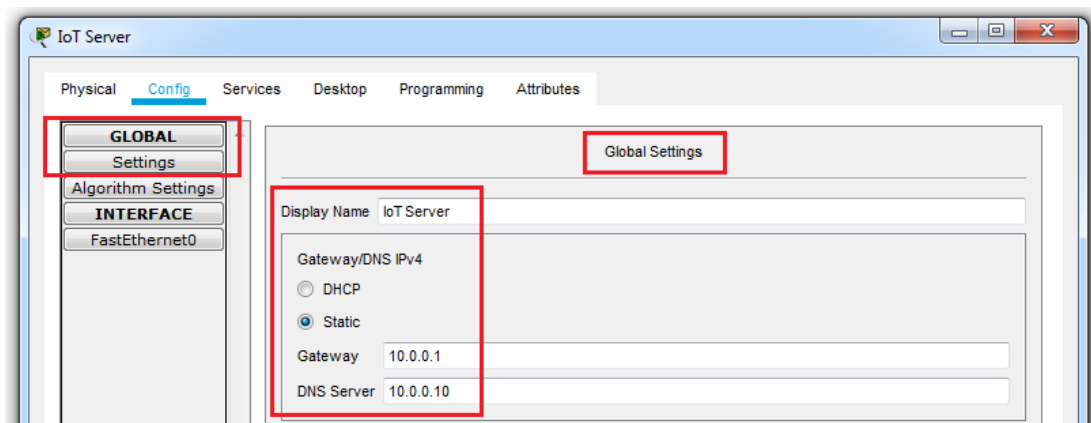 IoT Server
Physical Config Services Desktop Programming Attributes
GLOBAL
Settings
Algorithm Settings
INTERFACE
FastEthernet0
Global Settings
Display Name IoT Server
Gateway/DNS IPv4
DHCP
Static
Gateway 10.0.0.1
DNS Server 10.0.0.10